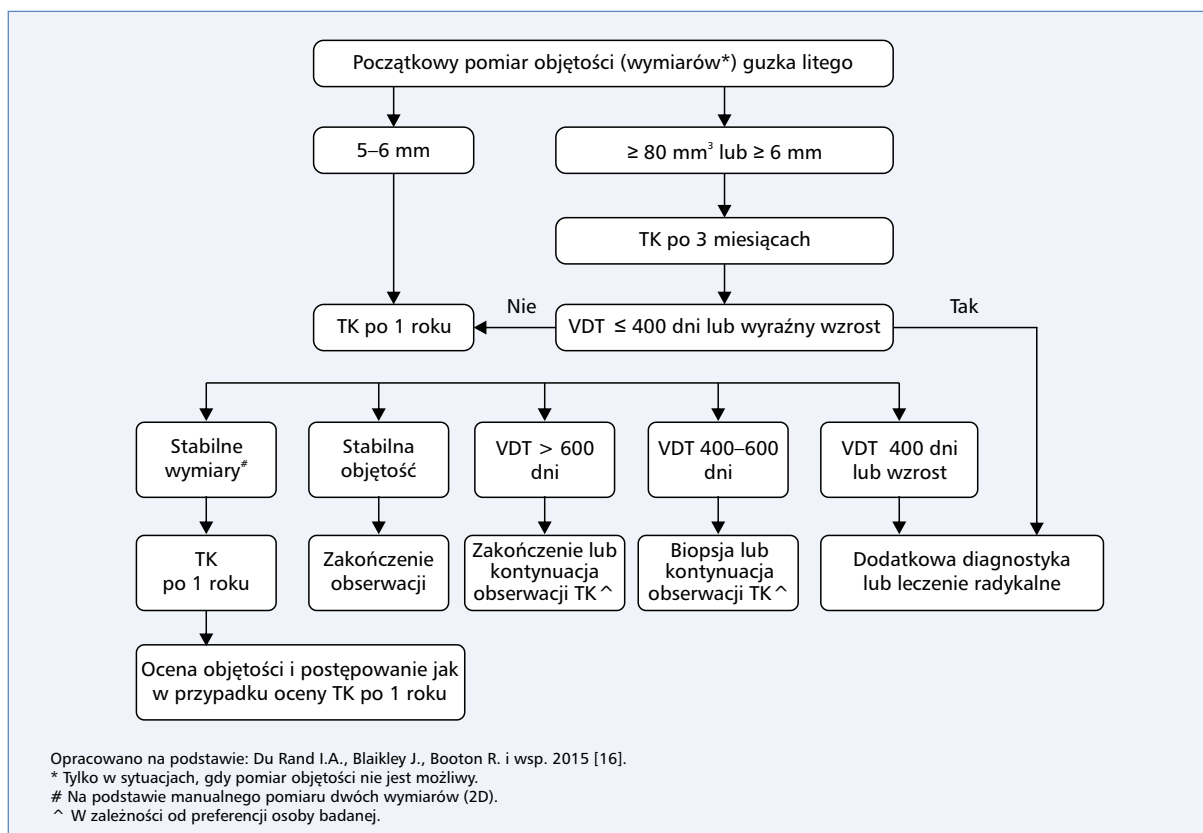 Początkowy pomiar objętości (wymiarów*) guzka litego
5–6 mm
≥ 80 mm³ lub ≥ 6 mm
TK po 3 miesiącach
Nie
Tak
TK po 1 roku
VDT ≤ 400 dni lub wyraźny wzrost
Stabilne
wymiary#
Stabilna
objętość
VDT > 600
dni
VDT 400–600
dni
VDT 400 dni
lub wzrost
TK
po 1 roku
Zakończenie
obserwacji
Zakończenie lub
kontynuacja
obserwacji TK^
Biopsja lub
kontynuacja
obserwacji TK^
Dodatkowa diagnostyka
lub leczenie radykalne
Ocena objętości i postępowanie jak
w przypadku oceny TK po 1 roku
Opracowano na podstawie: Du Rand I.A., Blaikley J., Booton R. i wsp. 2015 [16].
* Tylko w sytuacjach, gdy pomiar objętości nie jest możliwy.
# Na podstawie manualnego pomiaru dwóch wymiarów (2D).
^ W zależności od preferencji osoby badanej.